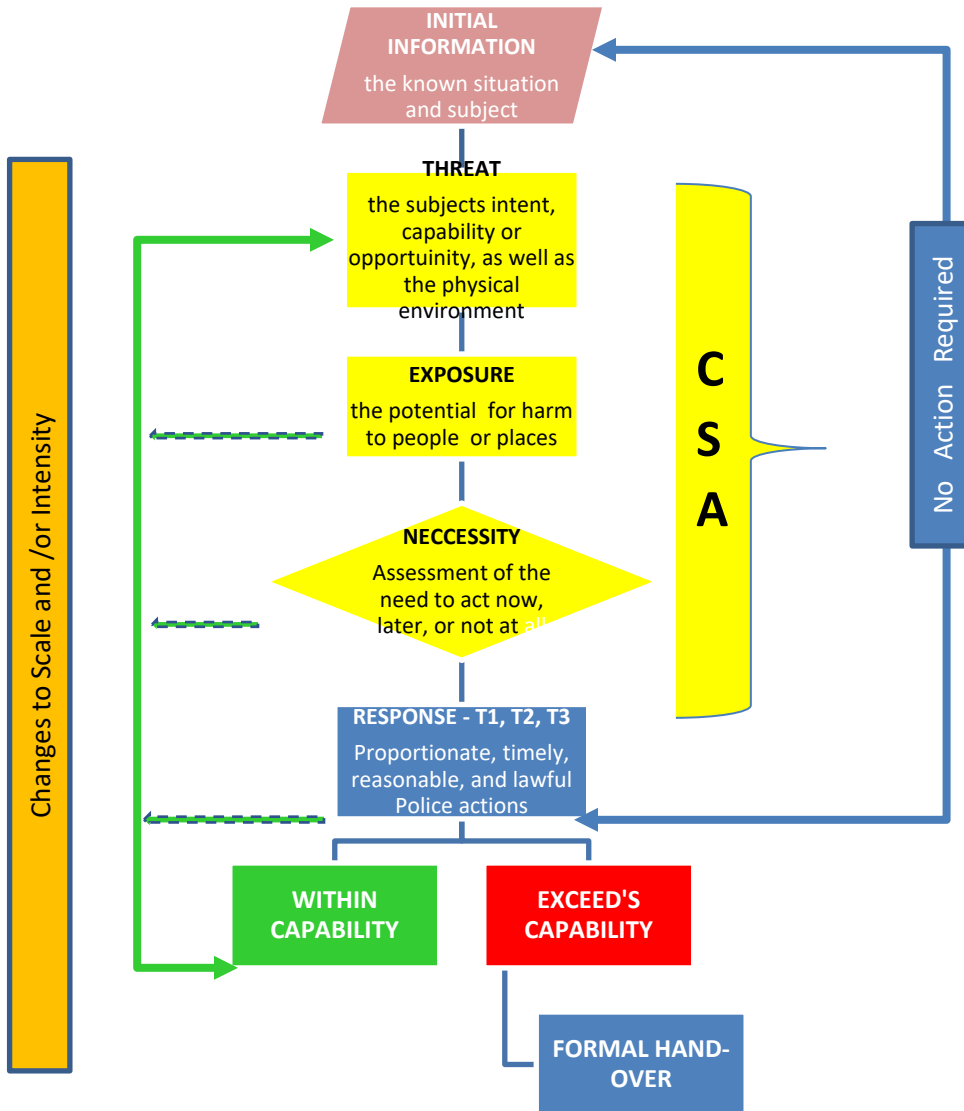 INITIAL
INFORMATION
the known situation
and subject
THREAT
the subjects intent,
capability or
opportuinity, as well as
the physical
environment
EXPOSURE
the potential for harm
to people or places
NECCESSITY
Assessment of the
need to act now,
later, or not at all
RESPONSE - T1, T2, T3
Proportionate, timely,
reasonable, and lawful
Police actions
WITHIN
CAPABILITY
EXCEED'S
CAPABILITY
FORMAL HAND-
OVER
Changes to Scale and /or Intensity
C
S
A
No Action Required